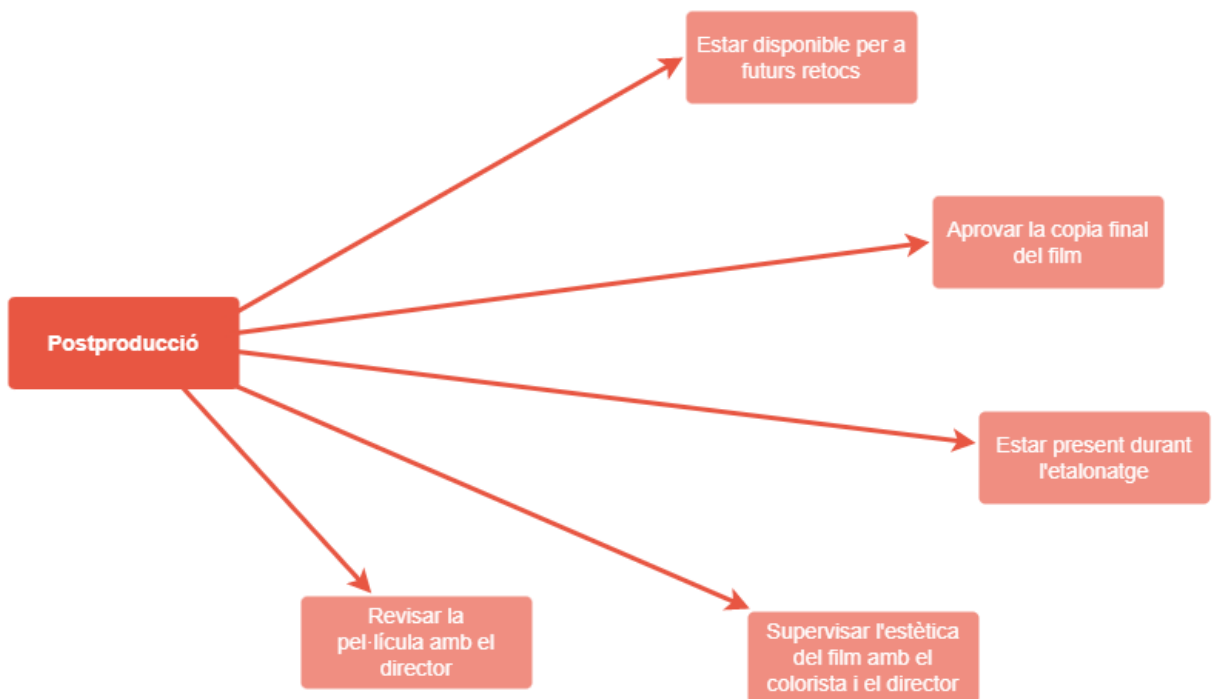 Estar disponible per a
futurs retocs
Aprovar la copia final
del film
Postproducció
Estar present durant
l'etalonatge
Revisar la
pel·lícula amb el
director
Supervisar l'estètica
del film amb el
colorista i el director